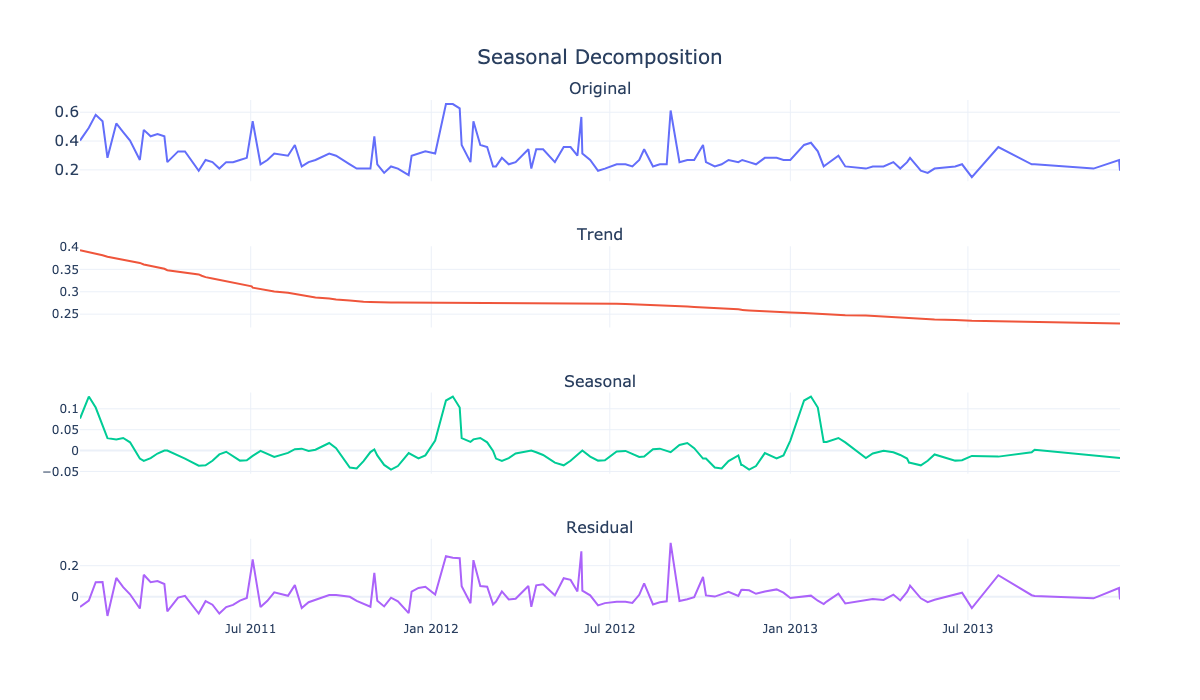 Seasonal Decomposition
Original
0.6
0.4
0.2
Trend
0.4
0.35
0.3
0.25
Seasonal
0.1
0.05
0
−0.05
Residual
0.2
0
Jul 2011 Jan 2012 Jul 2012 Jan 2013 Jul 2013